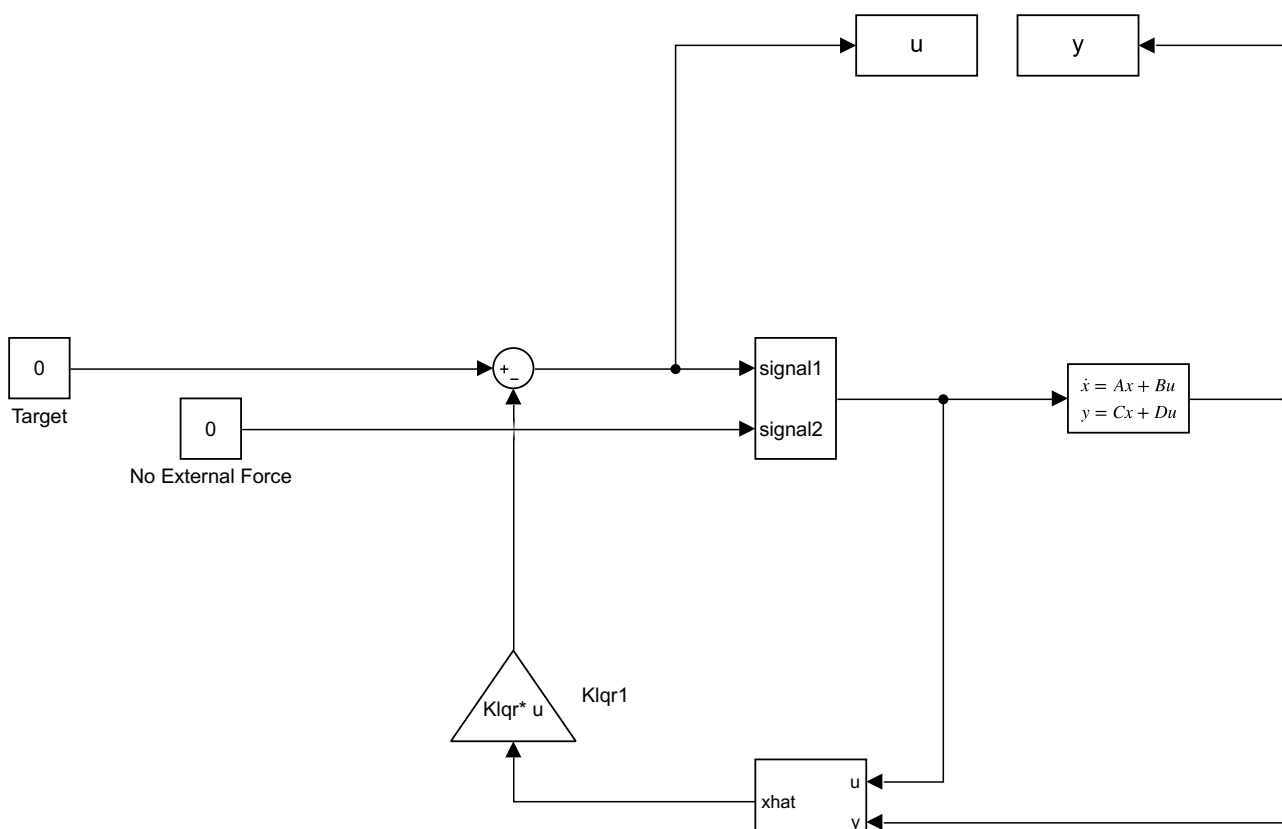 u
y
0
Target
+
−
0
No External Force
signal1
signal2
ẋ = Ax + Bu
y = Cx + Du
Klqr* u
Klqr1
xhat
u
y